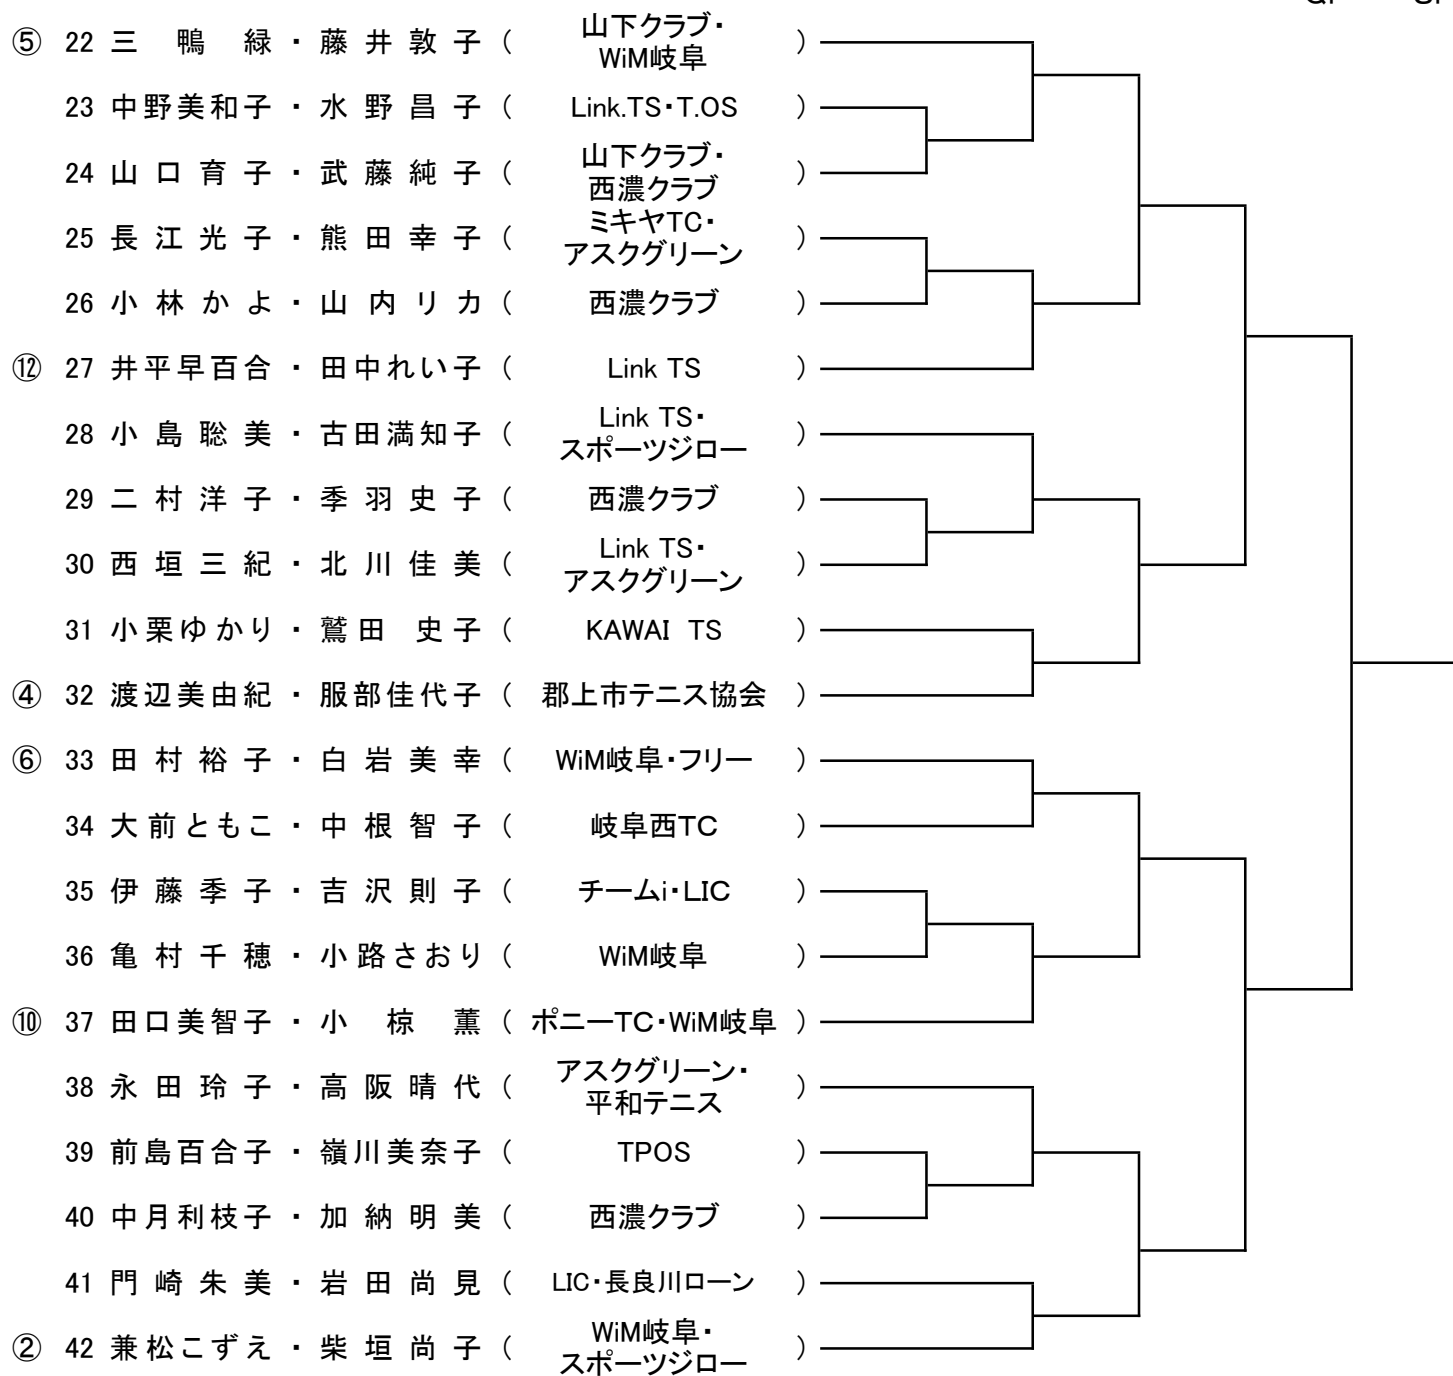 ⑤ 22 三 鴨 緑 ・ 藤 井 敦 子 ( 山下クラブ・
WiM岐阜 )
23 中野美和子 ・ 水 野 昌 子 ( Link.TS・T.OS )
24 山 口 育 子 ・ 武 藤 純 子 ( 山下クラブ・
西濃クラブ )
25 長 江 光 子 ・ 熊 田 幸 子 ( ミキヤTC・
アスクグリーン )
26 小 林 か よ ・ 山 内 リ カ ( 西濃クラブ )
⑫ 27 井平早百合 ・ 田中れい子 ( Link TS )
28 小 島 聡 美 ・ 古田満知子 ( Link TS・
スポーツジロー )
29 二 村 洋 子 ・ 季 羽 史 子 ( 西濃クラブ )
30 西 垣 三 紀 ・ 北 川 佳 美 ( Link TS・
アスクグリーン )
31 小栗ゆかり ・ 鷲 田 史 子 ( KAWAI TS )
④ 32 渡辺美由紀 ・ 服部佳代子 ( 郡上市テニス協会 )
⑥ 33 田 村 裕 子 ・ 白 岩 美 幸 ( WiM岐阜・フリー )
34 大前ともこ ・ 中 根 智 子 ( 岐阜西TC )
35 伊 藤 季 子 ・ 吉 沢 則 子 ( チームi・LIC )
36 亀 村 千 穂 ・ 小路さおり ( WiM岐阜 )
⑩ 37 田口美智子 ・ 小 椋 薫 ( ポニーTC・WiM岐阜 )
38 永 田 玲 子 ・ 高 阪 晴 代 ( アスクグリーン・
平和テニス )
39 前島百合子 ・ 嶺川美奈子 ( TPOS )
40 中月利枝子 ・ 加 納 明 美 ( 西濃クラブ )
41 門 崎 朱 美 ・ 岩 田 尚 見 ( LIC・長良川ローン )
② 42 兼松こずえ ・ 柴 垣 尚 子 ( WiM岐阜・
スポーツジロー )